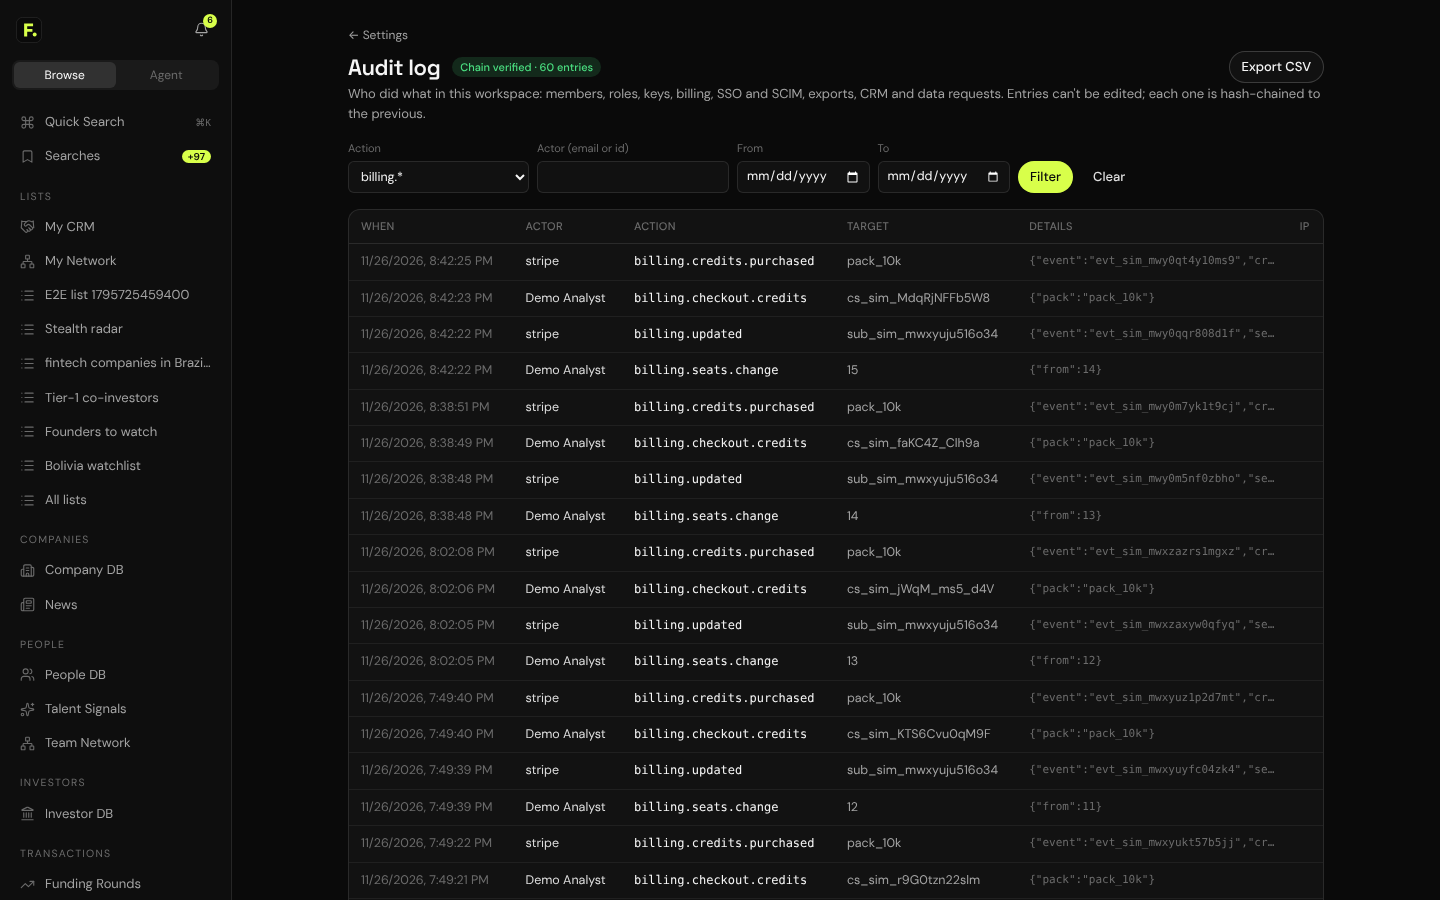 F.
6
Browse
Agent
Quick Search
⌘K
Searches
+97
LISTS
My CRM
My Network
E2E list 1795725459400
Stealth radar
fintech companies in Brazi…
Tier-1 co-investors
Founders to watch
Bolivia watchlist
All lists
COMPANIES
Company DB
News
PEOPLE
People DB
Talent Signals
Team Network
INVESTORS
Investor DB
TRANSACTIONS
Funding Rounds
← Settings
Audit log
Chain verified · 60 entries
Export CSV
Who did what in this workspace: members, roles, keys, billing, SSO and SCIM, exports, CRM and data requests. Entries can't be edited; each one is hash-chained to
the previous.
Action
Actor (email or id)
From
To
billing.*
mm/dd/yyyy
mm/dd/yyyy
Filter
Clear
WHEN ACTOR ACTION TARGET DETAILS IP
11/26/2026, 8:42:25 PM stripe billing.credits.purchased pack_10k {"event":"evt_sim_mwy0qt4y10ms9","cr…
11/26/2026, 8:42:23 PM Demo Analyst billing.checkout.credits cs_sim_MdqRjNFFb5W8 {"pack":"pack_10k"}
11/26/2026, 8:42:22 PM stripe billing.updated sub_sim_mwxyuju516o34 {"event":"evt_sim_mwy0qqr808d1f","se…
11/26/2026, 8:42:22 PM Demo Analyst billing.seats.change 15 {"from":14}
11/26/2026, 8:38:51 PM stripe billing.credits.purchased pack_10k {"event":"evt_sim_mwy0m7yk1t9cj","cr…
11/26/2026, 8:38:49 PM Demo Analyst billing.checkout.credits cs_sim_faKC4Z_CIh9a {"pack":"pack_10k"}
11/26/2026, 8:38:48 PM stripe billing.updated sub_sim_mwxyuju516o34 {"event":"evt_sim_mwy0m5nf0zbho","se…
11/26/2026, 8:38:48 PM Demo Analyst billing.seats.change 14 {"from":13}
11/26/2026, 8:02:08 PM stripe billing.credits.purchased pack_10k {"event":"evt_sim_mwxzazrs1mgxz","cr…
11/26/2026, 8:02:06 PM Demo Analyst billing.checkout.credits cs_sim_jWqM_ms5_d4V {"pack":"pack_10k"}
11/26/2026, 8:02:05 PM stripe billing.updated sub_sim_mwxyuju516o34 {"event":"evt_sim_mwxzaxyw0qfyq","se…
11/26/2026, 8:02:05 PM Demo Analyst billing.seats.change 13 {"from":12}
11/26/2026, 7:49:40 PM stripe billing.credits.purchased pack_10k {"event":"evt_sim_mwxyuz1p2d7mt","cr…
11/26/2026, 7:49:40 PM Demo Analyst billing.checkout.credits cs_sim_KTS6Cvu0qM9F {"pack":"pack_10k"}
11/26/2026, 7:49:39 PM stripe billing.updated sub_sim_mwxyuju516o34 {"event":"evt_sim_mwxyuyfc04zk4","se…
11/26/2026, 7:49:39 PM Demo Analyst billing.seats.change 12 {"from":11}
11/26/2026, 7:49:22 PM stripe billing.credits.purchased pack_10k {"event":"evt_sim_mwxyukt57b5jj","cr…
11/26/2026, 7:49:21 PM Demo Analyst billing.checkout.credits cs_sim_r9G0tzn22slm {"pack":"pack_10k"}